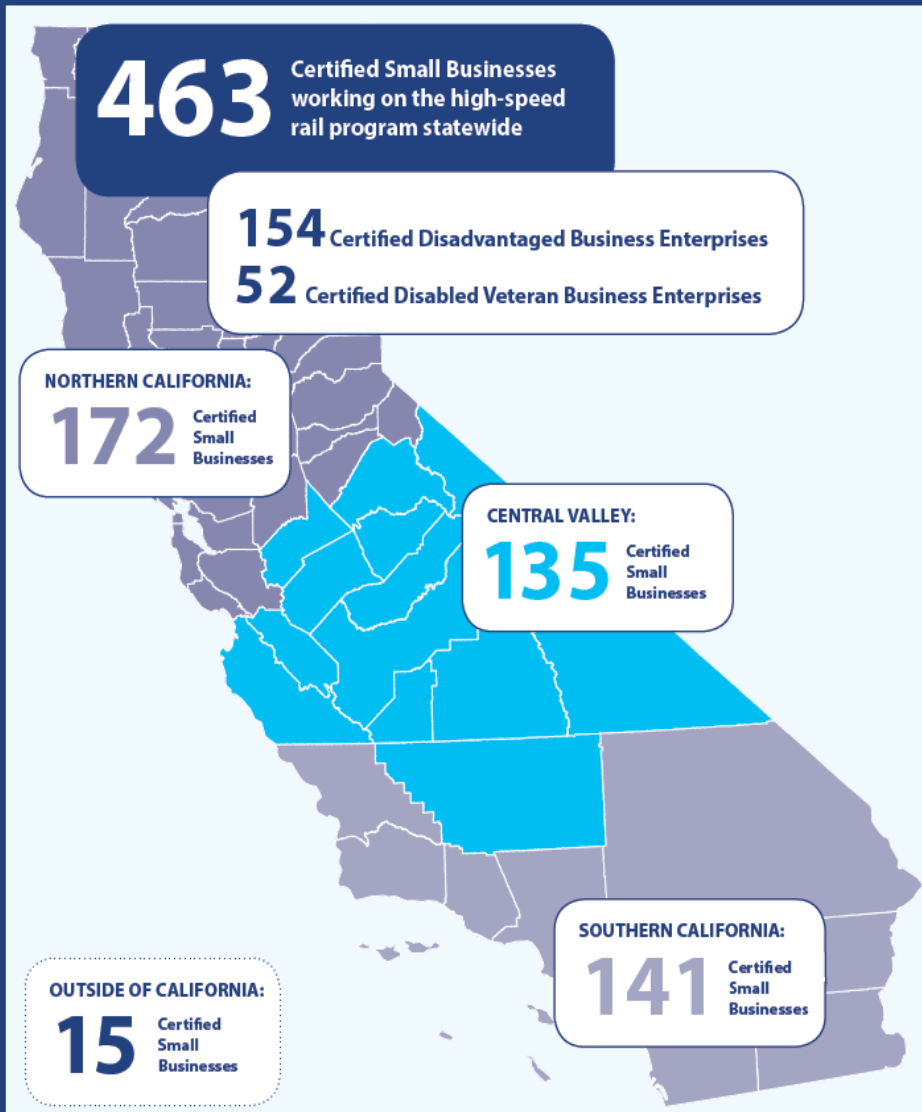 463
Certified Small Businesses
working on the high-speed
rail program statewide
154 Certified Disadvantaged Business Enterprises
52 Certified Disabled Veteran Business Enterprises
NORTHERN CALIFORNIA:
172
Certified
Small
Businesses
CENTRAL VALLEY:
135
Certified
Small
Businesses
SOUTHERN CALIFORNIA:
141
Certified
Small
Businesses
OUTSIDE OF CALIFORNIA:
15
Certified
Small
Businesses